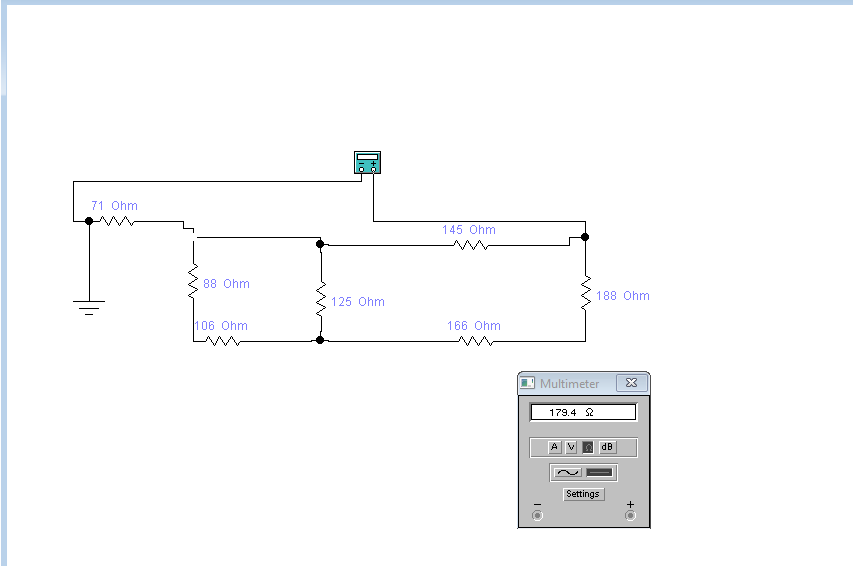 71 Ohm
145 Ohm
88 Ohm
125 Ohm
188 Ohm
106 Ohm
166 Ohm
Multimeter
179.4 Ω
A V Ω dB
Settings
− +